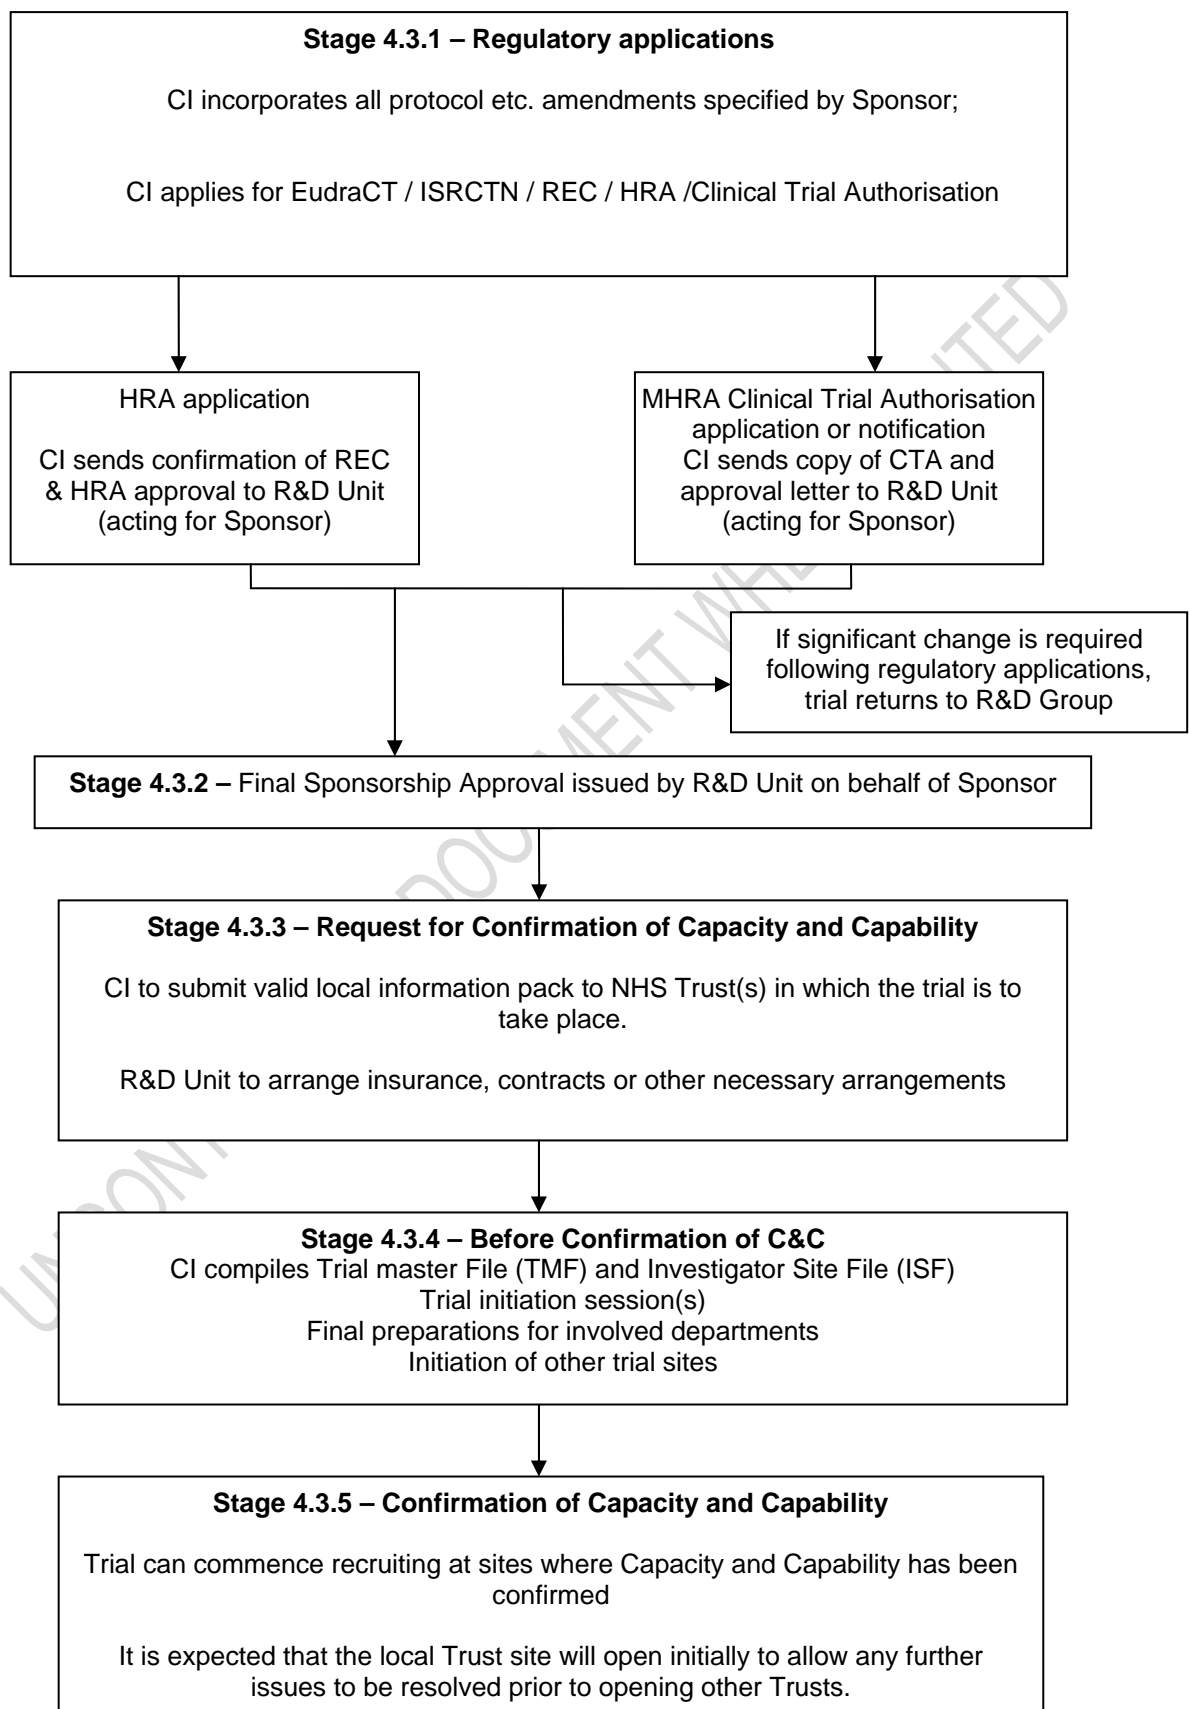 Stage 4.3.1 – Regulatory applications
CI incorporates all protocol etc. amendments specified by Sponsor;
CI applies for EudraCT / ISRCTN / REC / HRA /Clinical Trial Authorisation
HRA application
CI sends confirmation of REC
& HRA approval to R&D Unit
(acting for Sponsor)
MHRA Clinical Trial Authorisation
application or notification
CI sends copy of CTA and
approval letter to R&D Unit
(acting for Sponsor)
If significant change is required
following regulatory applications,
trial returns to R&D Group
Stage 4.3.2 – Final Sponsorship Approval issued by R&D Unit on behalf of Sponsor
Stage 4.3.3 – Request for Confirmation of Capacity and Capability
CI to submit valid local information pack to NHS Trust(s) in which the trial is to
take place.
R&D Unit to arrange insurance, contracts or other necessary arrangements
Stage 4.3.4 – Before Confirmation of C&C
CI compiles Trial master File (TMF) and Investigator Site File (ISF)
Trial initiation session(s)
Final preparations for involved departments
Initiation of other trial sites
Stage 4.3.5 – Confirmation of Capacity and Capability
Trial can commence recruiting at sites where Capacity and Capability has been
confirmed
It is expected that the local Trust site will open initially to allow any further
issues to be resolved prior to opening other Trusts.